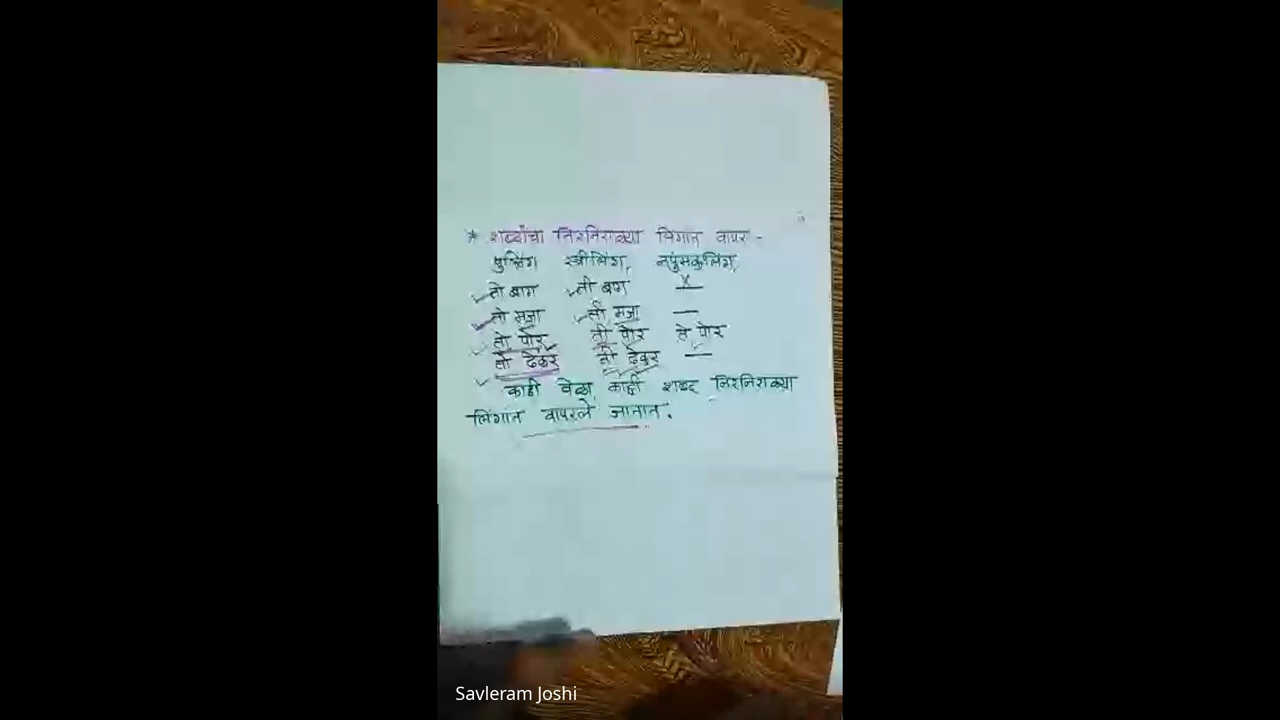 * शब्दांचा निरनिराळ्या लिंगांत वापर -
पुल्लिंग स्त्रीलिंग, नपुंसकलिंग,
तो बाग ती बाग —
तो मजा ती मजा —
तो पोर ती पोर ते पोर
तो ढेकर ती ढेकर —
काही वेळा काही शब्द निरनिराळ्या
लिंगांत वापरले जातात.
Savleram Joshi